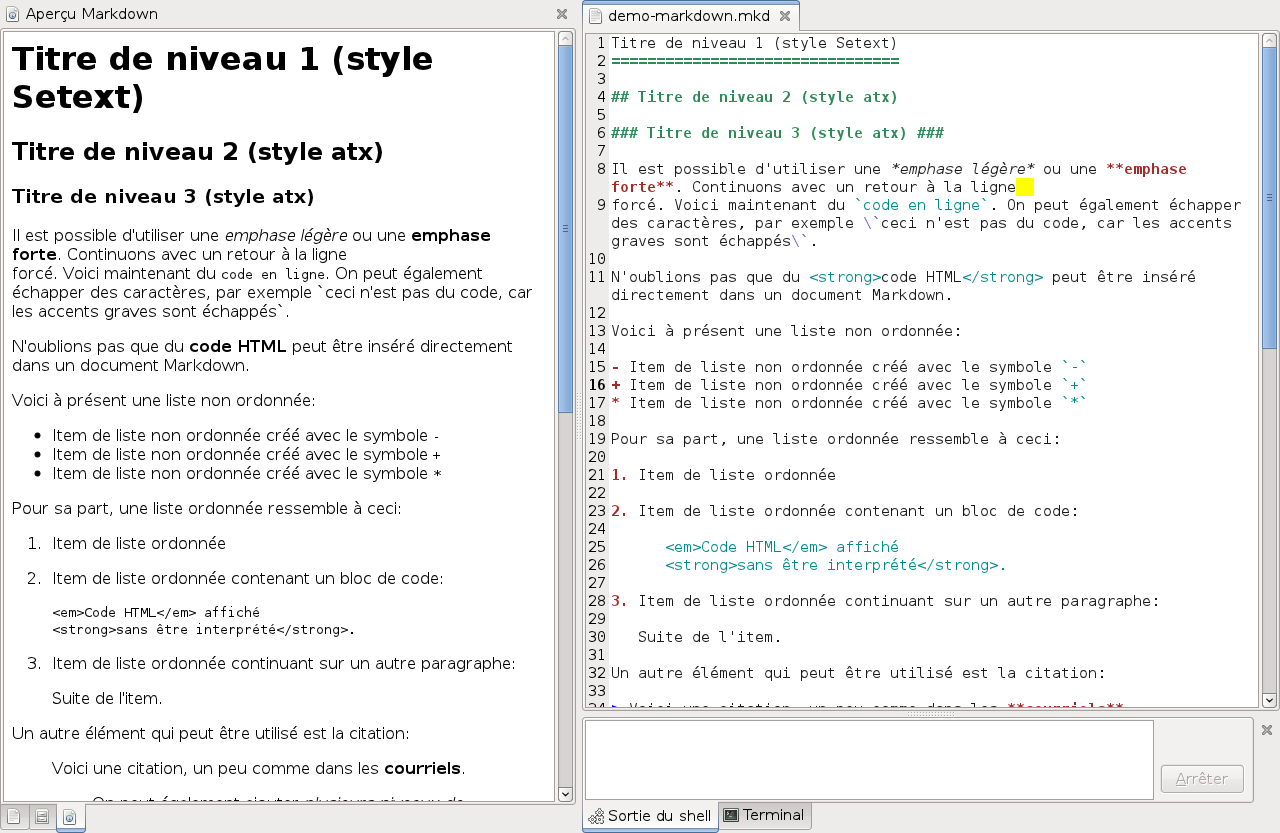 Aperçu Markdown
Titre de niveau 1 (style
Setext)
Titre de niveau 2 (style atx)
Titre de niveau 3 (style atx)
Il est possible d'utiliser une emphase légère ou une emphase
forte. Continuons avec un retour à la ligne
forcé. Voici maintenant du code en ligne. On peut également
échapper des caractères, par exemple `ceci n'est pas du code, car
les accents graves sont échappés`.
N'oublions pas que du code HTML peut être inséré directement
dans un document Markdown.
Voici à présent une liste non ordonnée:
• Item de liste non ordonnée créé avec le symbole -
• Item de liste non ordonnée créé avec le symbole +
• Item de liste non ordonnée créé avec le symbole *
Pour sa part, une liste ordonnée ressemble à ceci:
1. Item de liste ordonnée
2. Item de liste ordonnée contenant un bloc de code:
<em>Code HTML</em> affiché
<strong>sans être interprété</strong>.
3. Item de liste ordonnée continuant sur un autre paragraphe:
Suite de l'item.
Un autre élément qui peut être utilisé est la citation:
Voici une citation, un peu comme dans les courriels.
On peut également ajouter plusieurs niveaux de
demo-markdown.mkd
1 Titre de niveau 1 (style Setext)
2 ================================
3
4 ## Titre de niveau 2 (style atx)
5
6 ### Titre de niveau 3 (style atx) ###
7
8 Il est possible d'utiliser une *emphase légère* ou une **emphase
forte**. Continuons avec un retour à la ligne
9 forcé. Voici maintenant du `code en ligne`. On peut également échapper
des caractères, par exemple \`ceci n'est pas du code, car les accents
graves sont échappés\`.
10
11 N'oublions pas que du <strong>code HTML</strong> peut être inséré
directement dans un document Markdown.
12
13 Voici à présent une liste non ordonnée:
14
15 - Item de liste non ordonnée créé avec le symbole `-`
16 + Item de liste non ordonnée créé avec le symbole `+`
17 * Item de liste non ordonnée créé avec le symbole `*`
18
19 Pour sa part, une liste ordonnée ressemble à ceci:
20
21 1. Item de liste ordonnée
22
23 2. Item de liste ordonnée contenant un bloc de code:
24
25 <em>Code HTML</em> affiché
26 <strong>sans être interprété</strong>.
27
28 3. Item de liste ordonnée continuant sur un autre paragraphe:
29
30 Suite de l'item.
31
32 Un autre élément qui peut être utilisé est la citation:
33
34 > Voici une citation, un peu comme dans les **courriels**.
Arrêter
Sortie du shell
Terminal